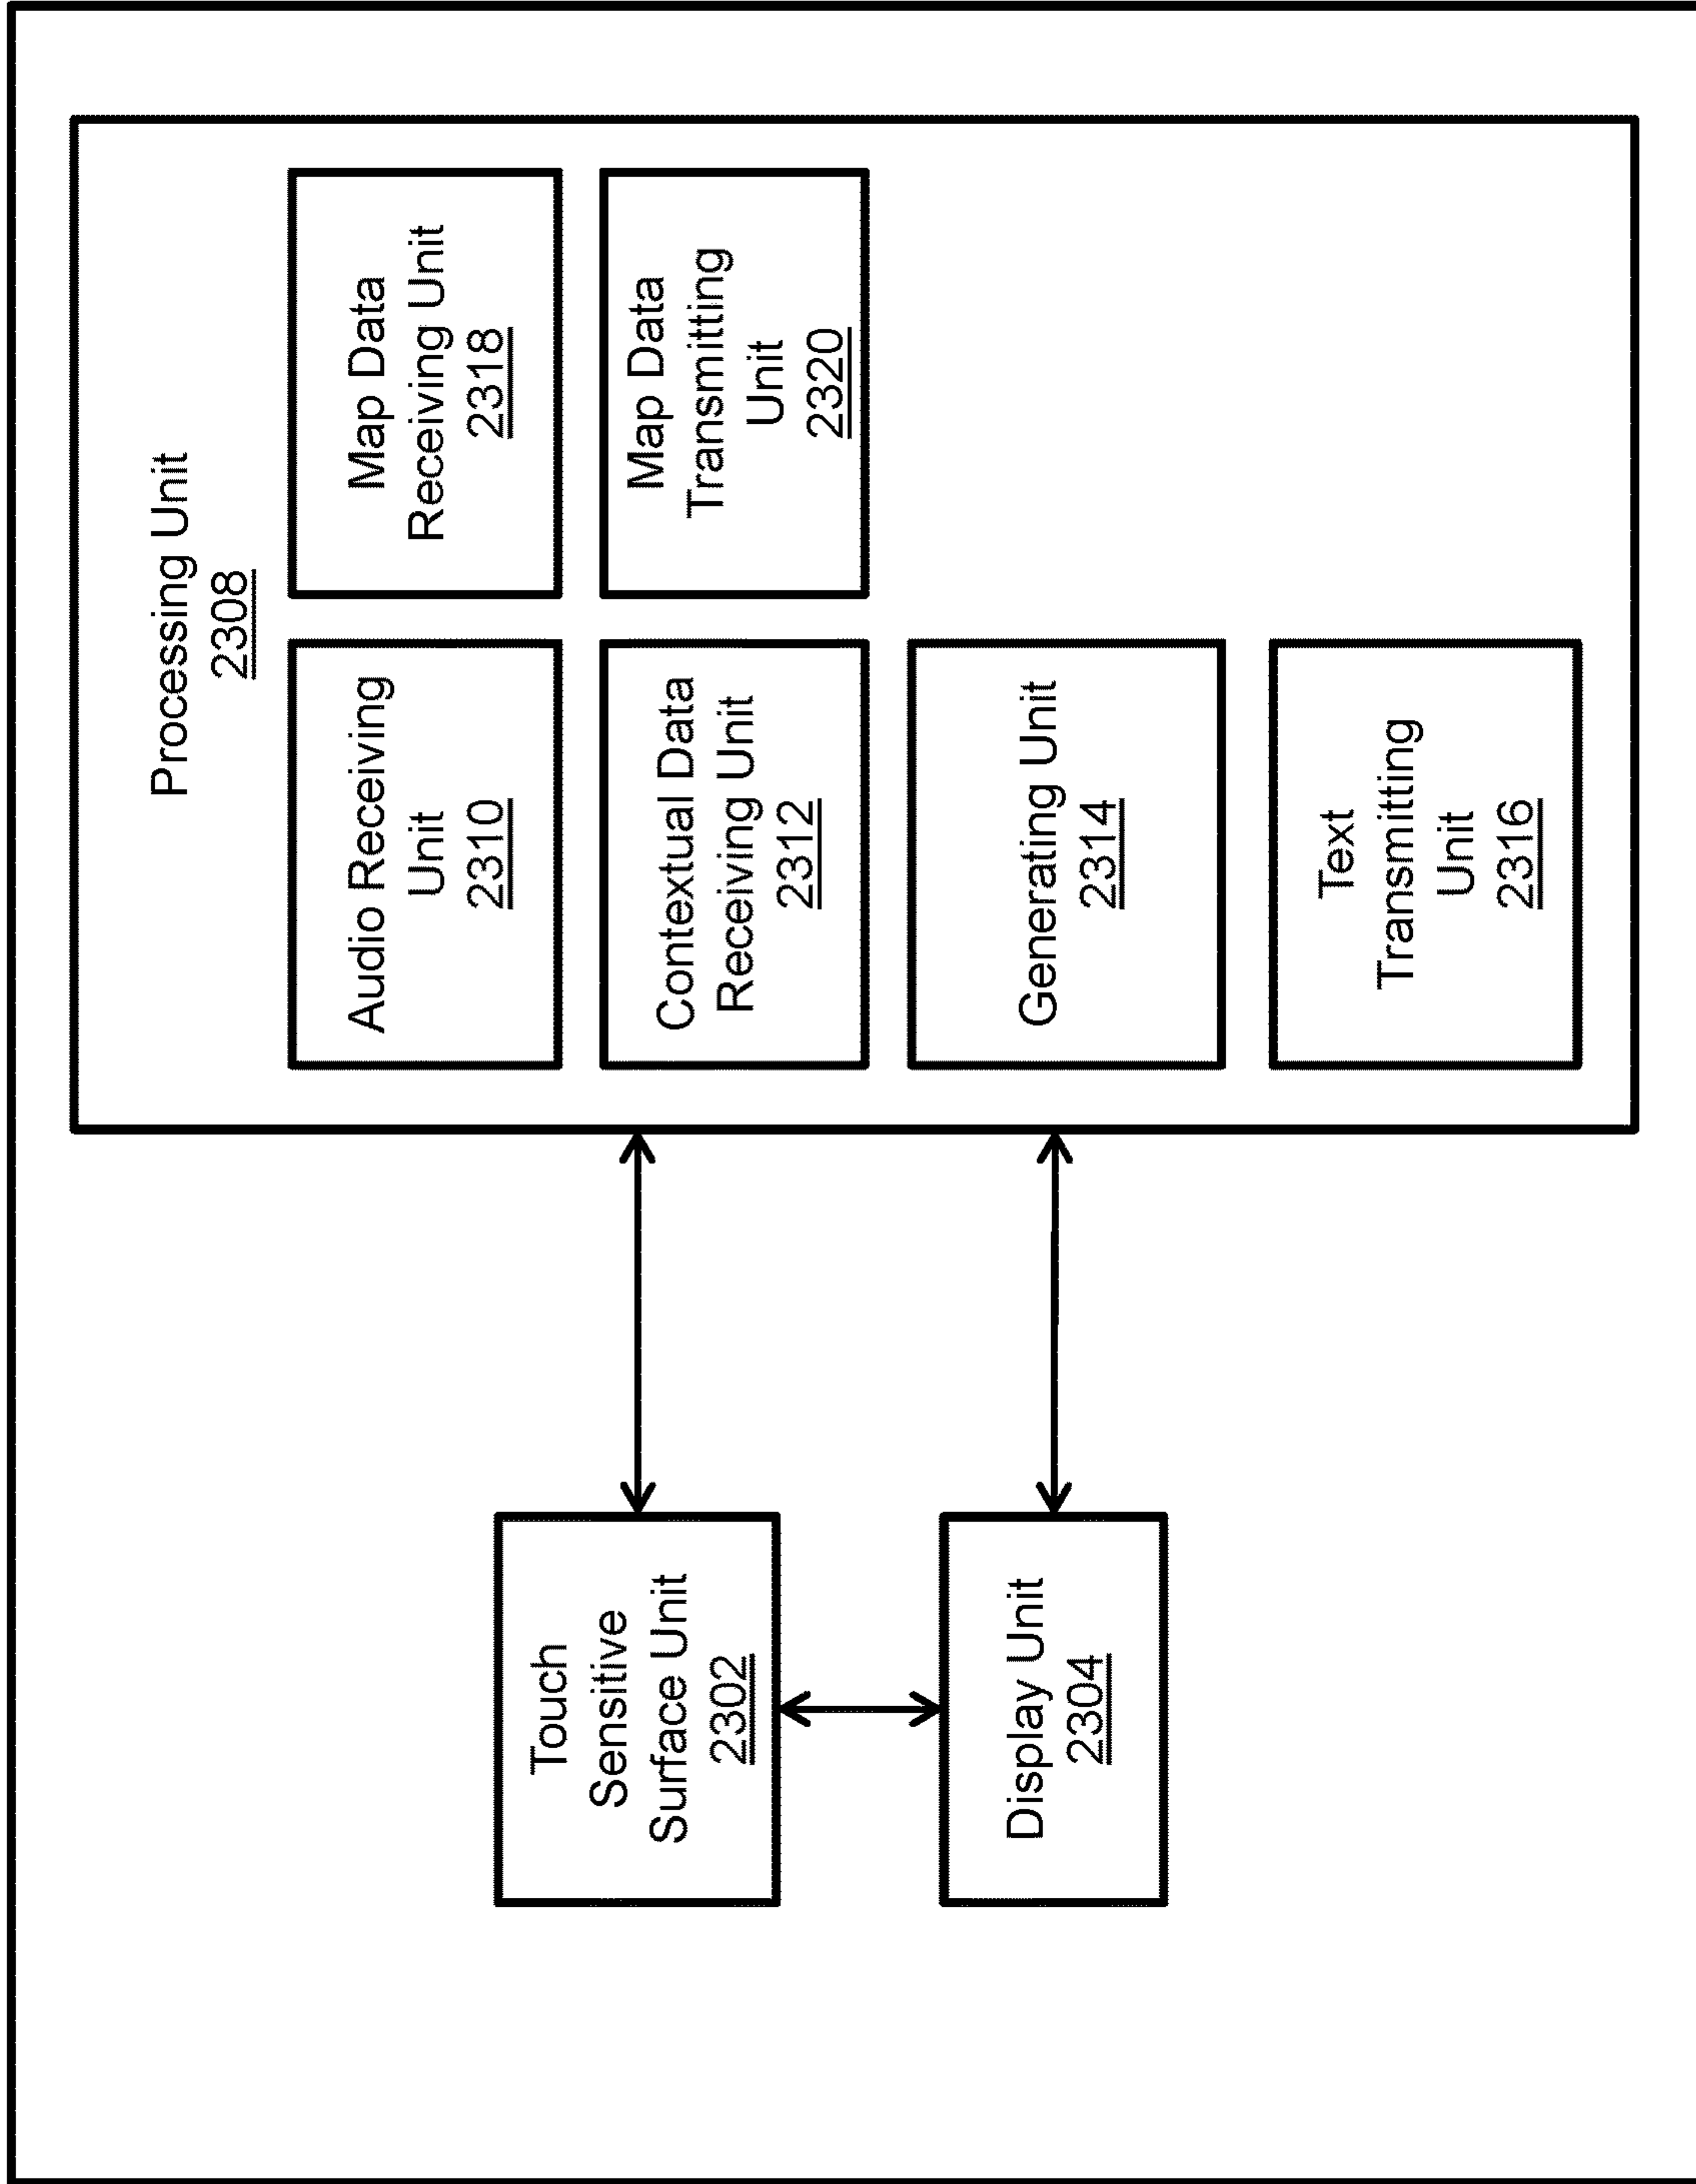 Touch
Sensitive
Surface Unit
2302
Display Unit
2304
Processing Unit
2308
Audio Receiving
Unit
2310
Map Data
Receiving Unit
2318
Contextual Data
Receiving Unit
2312
Map Data
Transmitting
Unit
2320
Generating Unit
2314
Text
Transmitting
Unit
2316